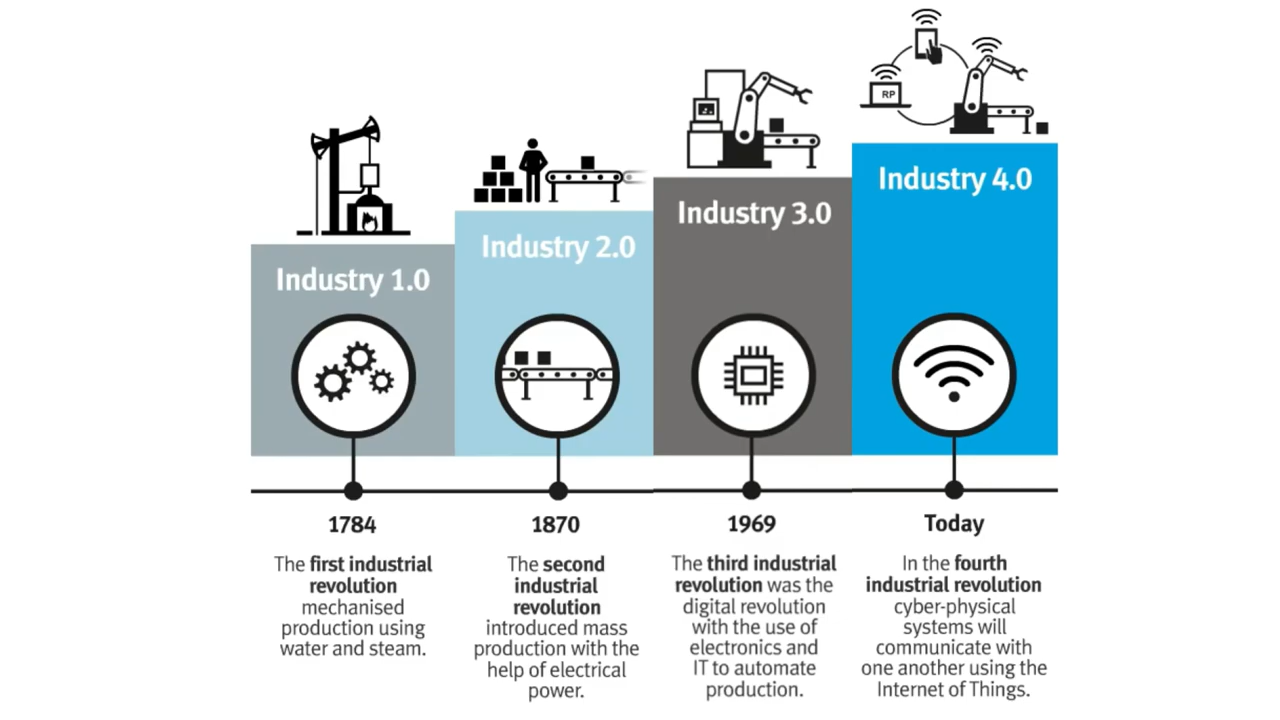 RP
Industry 1.0
Industry 2.0
Industry 3.0
Industry 4.0
1784
The first industrial
revolution
mechanised
production using
water and steam.
1870
The second
industrial
revolution
introduced mass
production with the
help of electrical
power.
1969
The third industrial
revolution was the
digital revolution
with the use of
electronics and
IT to automate
production.
Today
In the fourth
industrial revolution
cyber-physical
systems will
communicate with
one another using the
Internet of Things.